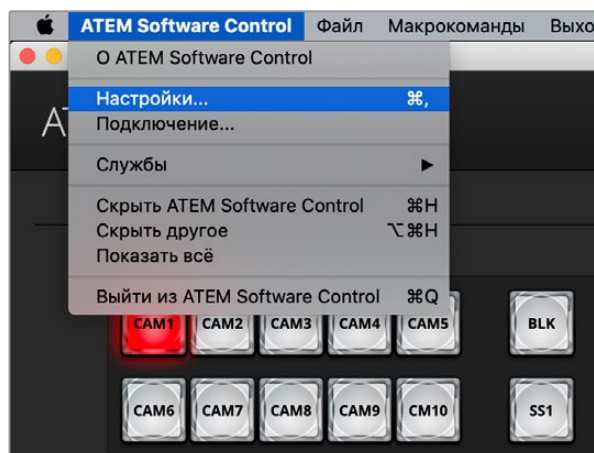 ATEM Software Control Файл Макрокоманды Выхо
О ATEM Software Control
AT
Настройки... ⌘,
Подключение...
Службы ▶
Скрыть ATEM Software Control ⌘H
Скрыть другое ⌥⌘H
Показать всё
Выйти из ATEM Software Control ⌘Q
CAM1 CAM2 CAM3 CAM4 CAM5 BLK
CAM6 CAM7 CAM8 CAM9 CM10 SS1